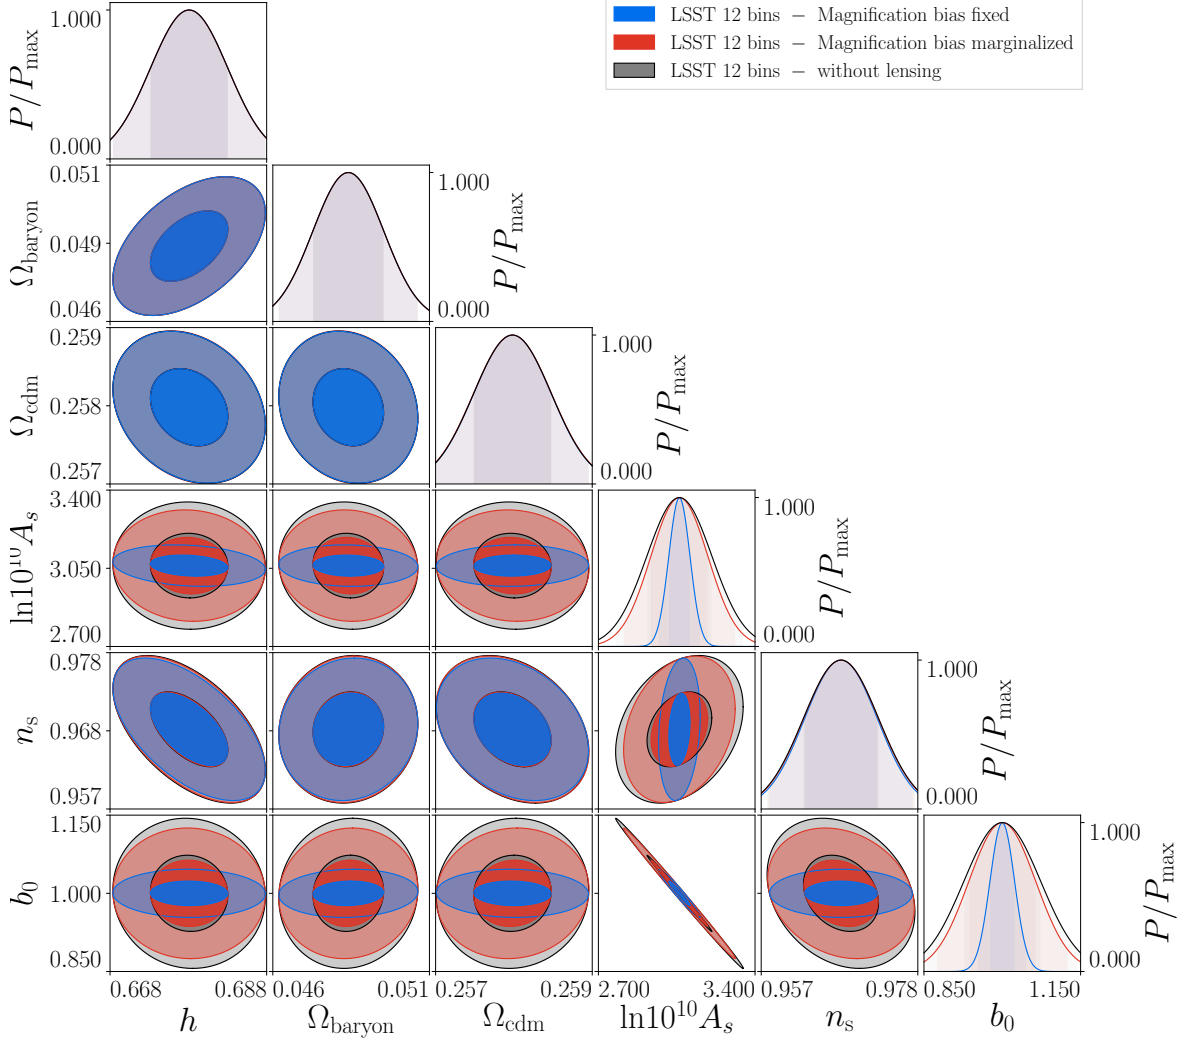 LSST 12 bins − Magnification bias fixed
LSST 12 bins − Magnification bias marginalized
LSST 12 bins − without lensing
1.000
P/P_max
0.000
0.051
Ω_baryon
0.049
0.046
1.000
P/P_max
0.000
0.259
Ω_cdm
0.258
0.257
1.000
P/P_max
0.000
3.400
ln10^10 A_s
3.050
2.700
1.000
P/P_max
0.000
0.978
n_s
0.968
0.957
1.000
P/P_max
0.000
1.150
b_0
1.000
0.850
1.000
P/P_max
0.000
0.668 0.688 0.046 0.051 0.257 0.259 2.700 3.400 0.957 0.978 0.850 1.150
h Ω_baryon Ω_cdm ln10^10 A_s n_s b_0